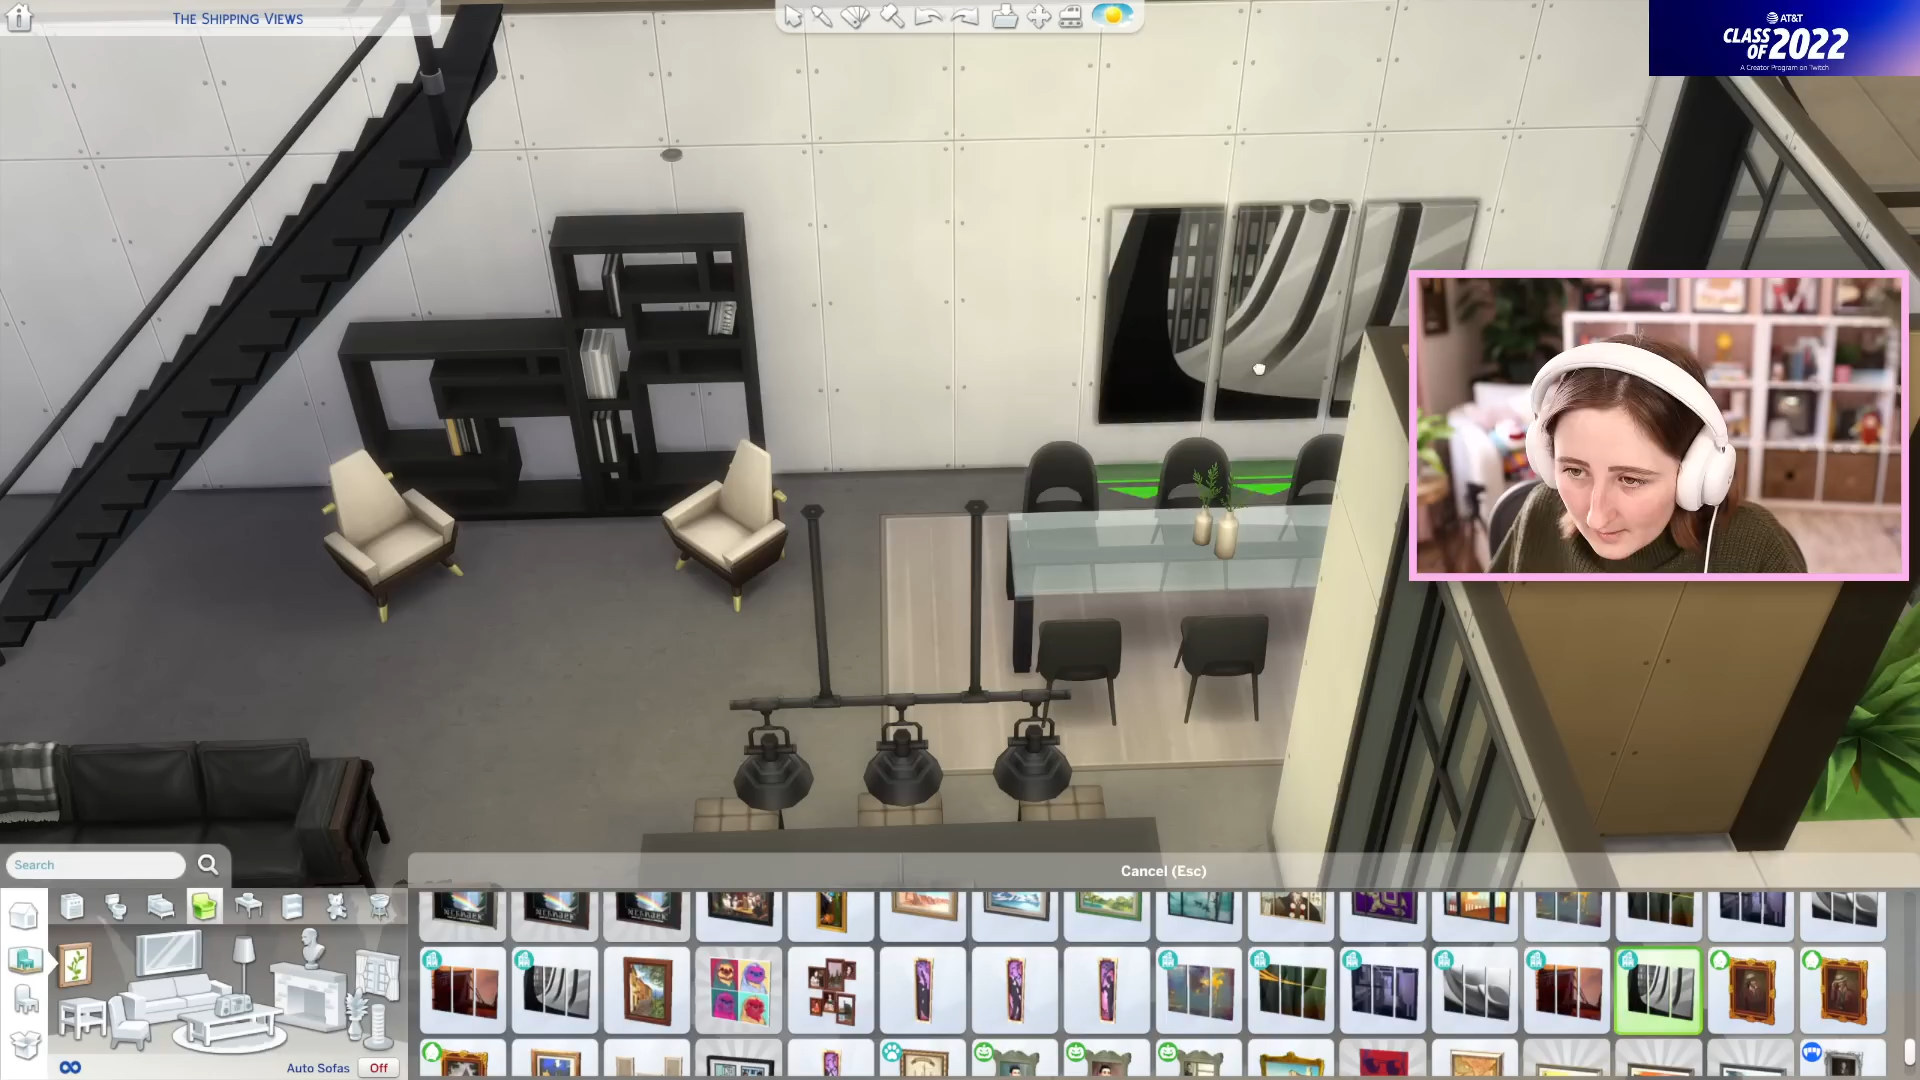 THE SHIPPING VIEWS
AT&T
CLASS
OF 2022
A Creator Program on Twitch
Search
Cancel (Esc)
Auto Sofas
Off